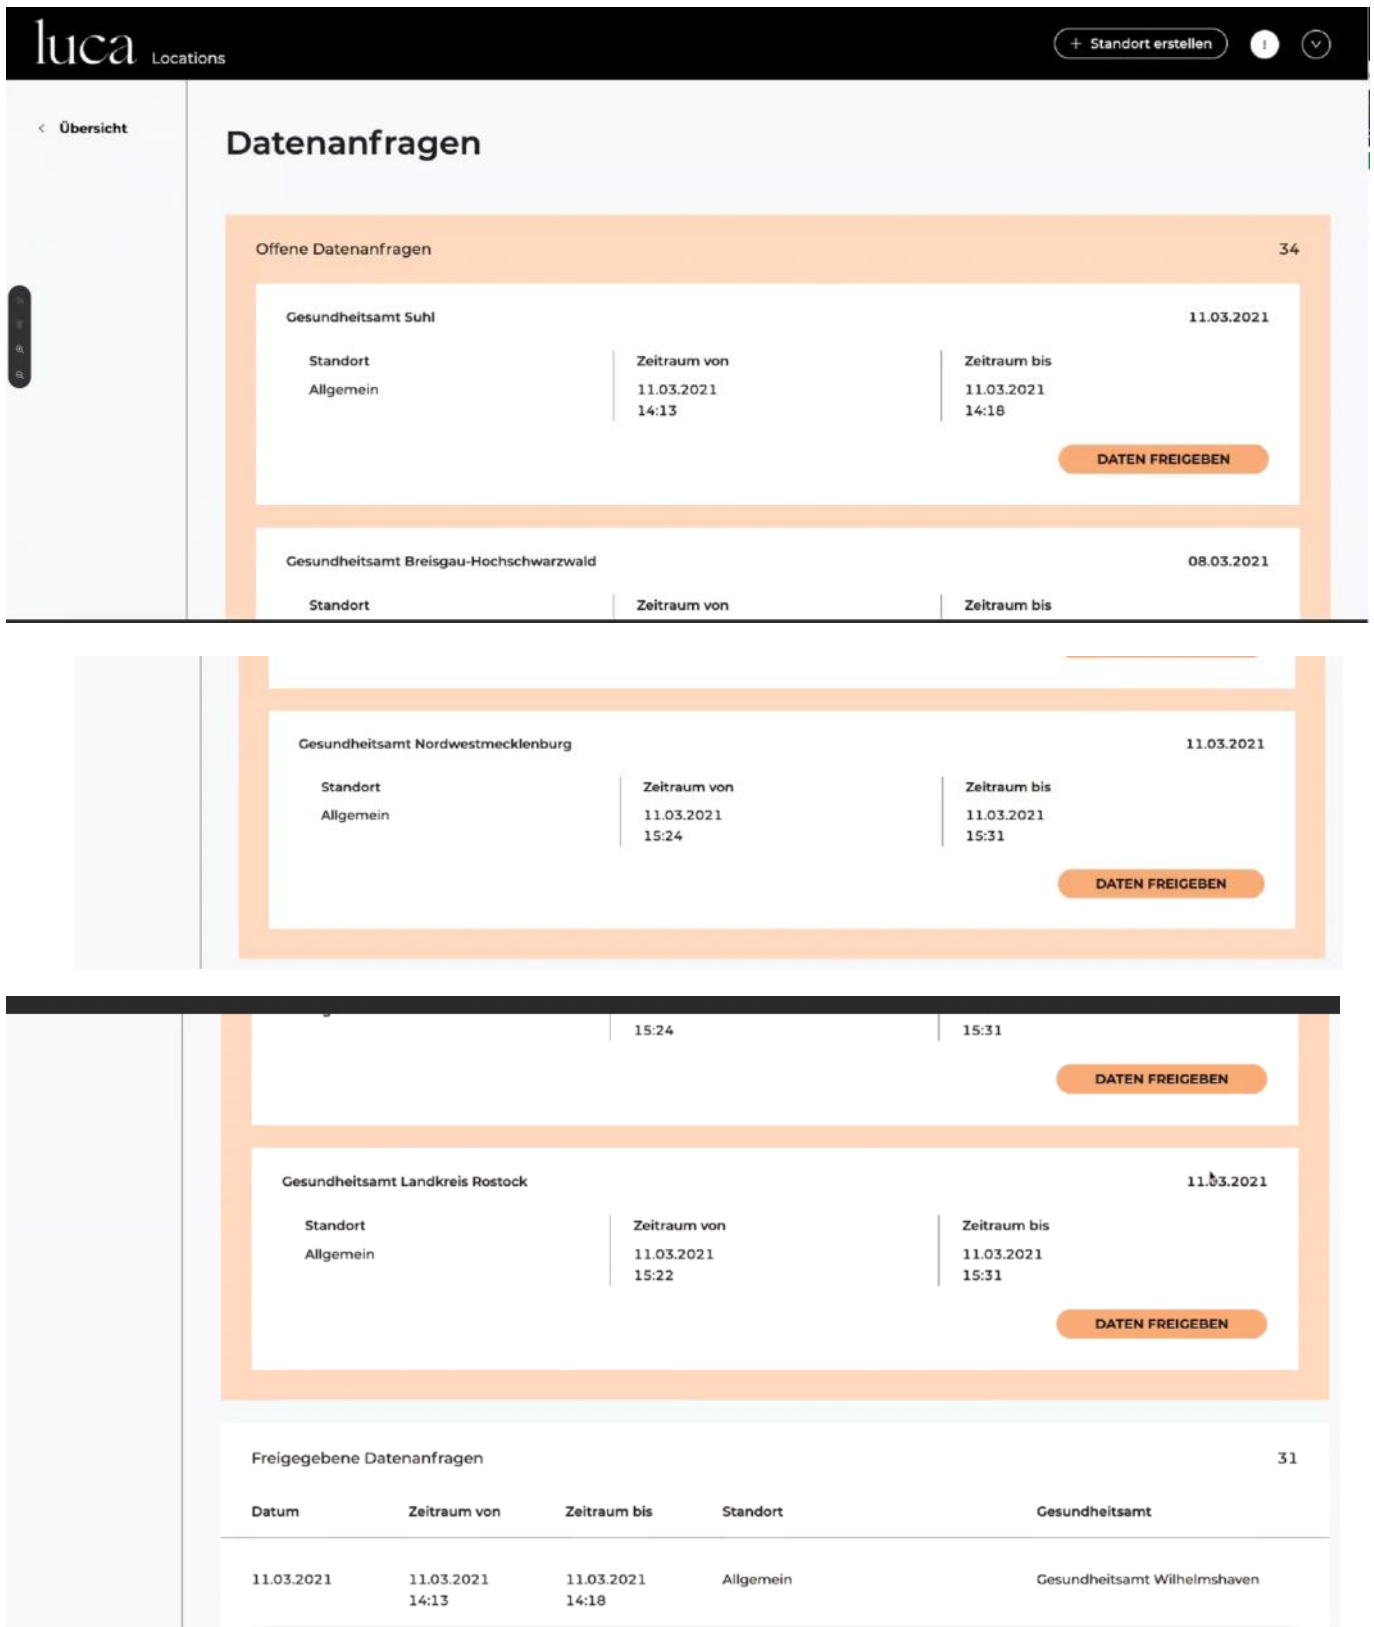 luca Locations
+ Standort erstellen
< Übersicht
Datenanfragen
Offene Datenanfragen 34
Gesundheitsamt Suhl 11.03.2021
Standort Zeitraum von Zeitraum bis
Allgemein 11.03.2021 11.03.2021
14:13 14:18
DATEN FREIGEBEN
Gesundheitsamt Breisgau-Hochschwarzwald 08.03.2021
Standort Zeitraum von Zeitraum bis
Gesundheitsamt Nordwestmecklenburg 11.03.2021
Standort Zeitraum von Zeitraum bis
Allgemein 11.03.2021 11.03.2021
15:24 15:31
DATEN FREIGEBEN
15:24 15:31
DATEN FREIGEBEN
Gesundheitsamt Landkreis Rostock 11.03.2021
Standort Zeitraum von Zeitraum bis
Allgemein 11.03.2021 11.03.2021
15:22 15:31
DATEN FREIGEBEN
Freigegebene Datenanfragen 31
Datum Zeitraum von Zeitraum bis Standort Gesundheitsamt
11.03.2021 11.03.2021 11.03.2021 Allgemein Gesundheitsamt Wilhelmshaven
14:13 14:18